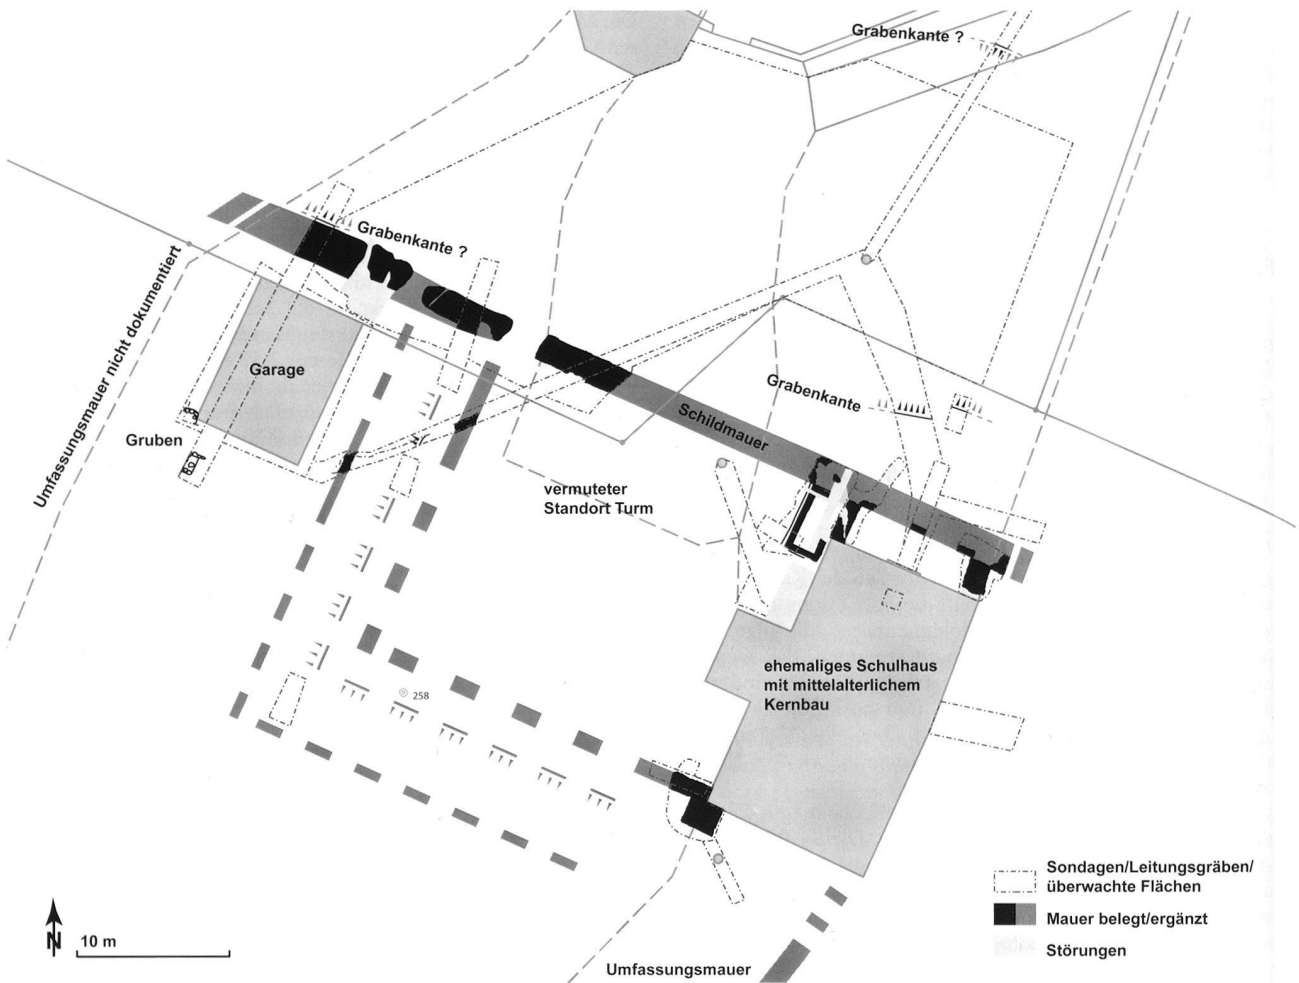 Grabenkante ?
Grabenkante ?
Umfassungsmauer nicht dokumentiert
Garage
Gruben
Grabenkante
Schildmauer
vermuteter
Standort Turm
ehemaliges Schulhaus
mit mittelalterlichem
Kernbau
258
Sondagen/Leitungsgräben/
überwachte Flächen
Mauer belegt/ergänzt
Störungen
N
10 m
Umfassungsmauer